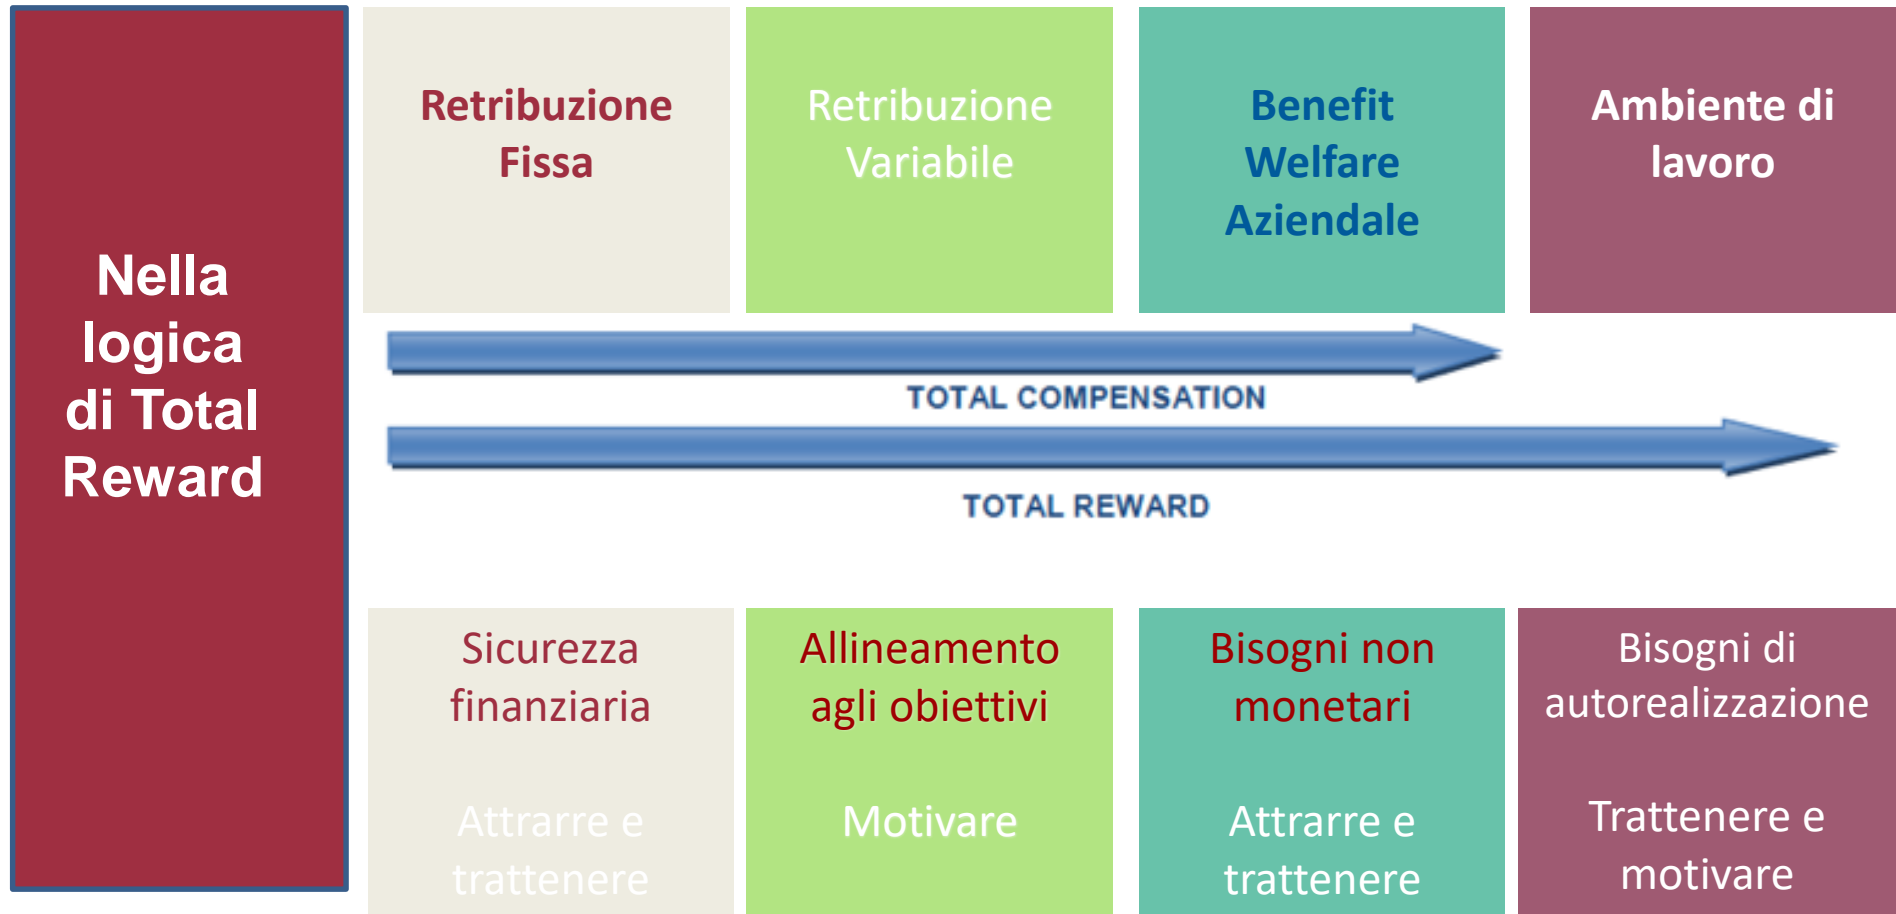 Nella
logica
di Total
Reward
Retribuzione
Fissa
Retribuzione
Variabile
Benefit
Welfare
Aziendale
Ambiente di
lavoro
TOTAL COMPENSATION
TOTAL REWARD
Sicurezza
finanziaria
Attrarre e
trattenere
Allineamento
agli obiettivi
Motivare
Bisogni non
monetari
Attrarre e
trattenere
Bisogni di
autorealizzazione
Trattenere e
motivare